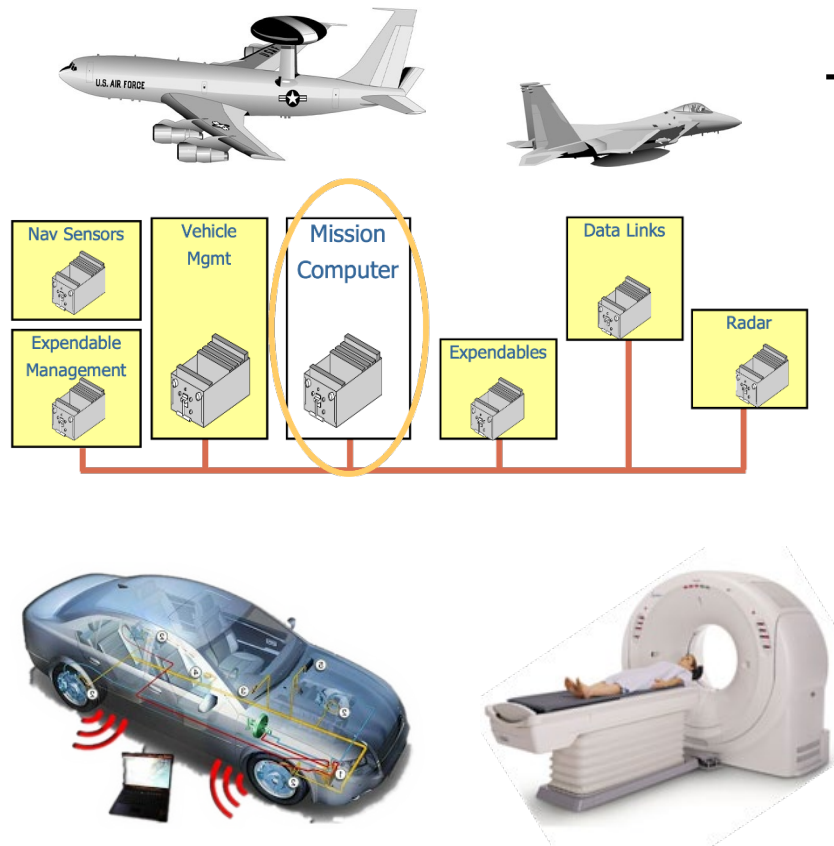 U.S. AIR FORCE
Nav Sensors
Vehicle
Mgmt
Mission
Computer
Data Links
Expendable
Management
Expendables
Radar